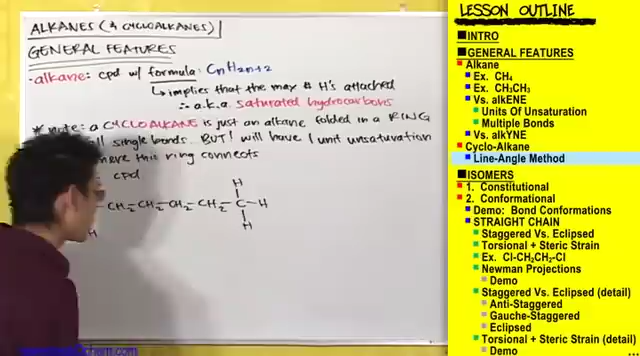 ALKANES (& CYCLOALKANES)
GENERAL FEATURES
-alkane: cpd w/ formula: CnH2n+2
↳ implies that the max # H's attached
∴ a.k.a saturated hydrocarbons
* note: a CYCLOALKANE is just an alkane folded in a RING
all single bonds. BUT! will have 1 unit unsaturation
where this ring connects
cpd
H
CH2-CH2-CH2-CH2-C-H
H
H
LESSON OUTLINE
INTRO
GENERAL FEATURES
Alkane
Ex. CH4
Ex. CH3CH3
Vs. alkENE
Units of Unsaturation
Multiple Bonds
Vs. alkYNE
Cyclo-Alkane
Line-Angle Method
ISOMERS
1. Constitutional
2. Conformational
Demo: Bond Conformations
STRAIGHT CHAIN
Staggered Vs. Eclipsed
Torsional + Steric Strain
Ex. Cl-CH2CH2-Cl
Newman Projections
Demo
Staggered Vs. Eclipsed (detail)
Anti-Staggered
Gauche-Staggered
Eclipsed
Torsional + Steric Strain (detail)
Demo